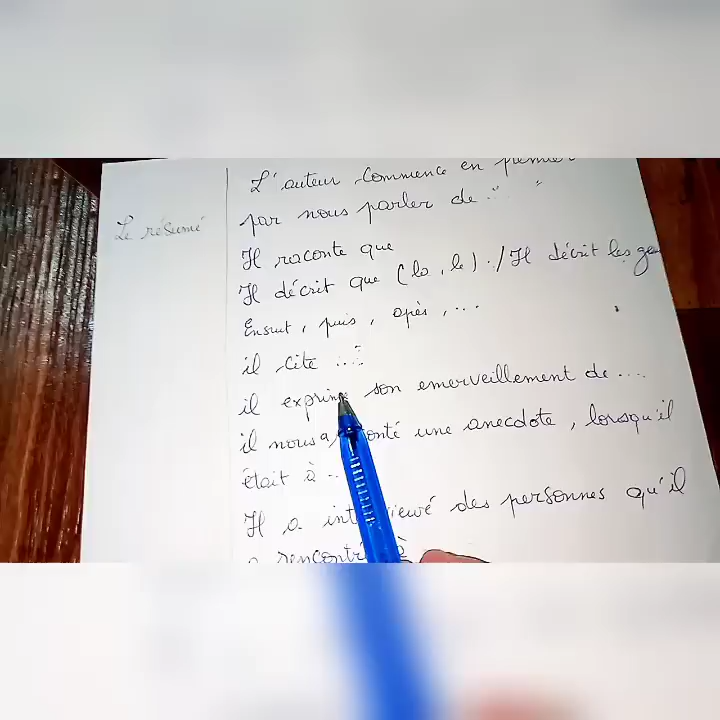 L'auteur commence en premier
Le résumé
par nous parler de "... "
Il raconte que
Il décrit que (la, le) . / Il décrit les gens
Ensuit, puis, après, ...
il cite ...
il exprime son emerveillement de ...
il nous a raconté une anecdote, lorsqu'il
était à ..
Il a interviewé des personnes qu'il
a rencontré à